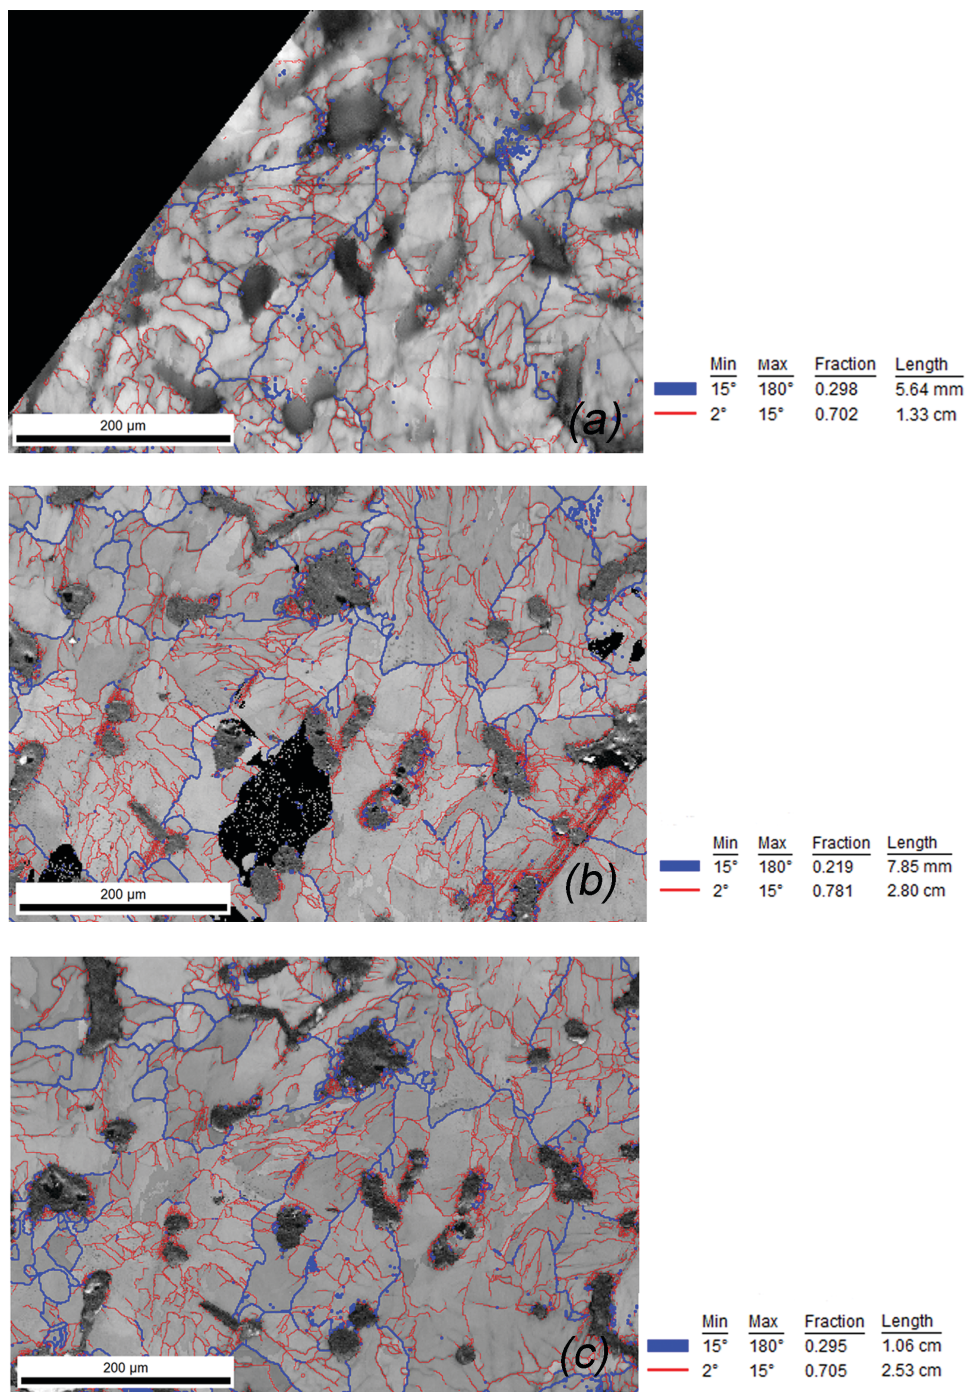 (a)
200 µm
Min Max Fraction Length
15° 180° 0.298 5.64 mm
2° 15° 0.702 1.33 cm
(b)
200 µm
Min Max Fraction Length
15° 180° 0.219 7.85 mm
2° 15° 0.781 2.80 cm
(c)
200 µm
Min Max Fraction Length
15° 180° 0.295 1.06 cm
2° 15° 0.705 2.53 cm